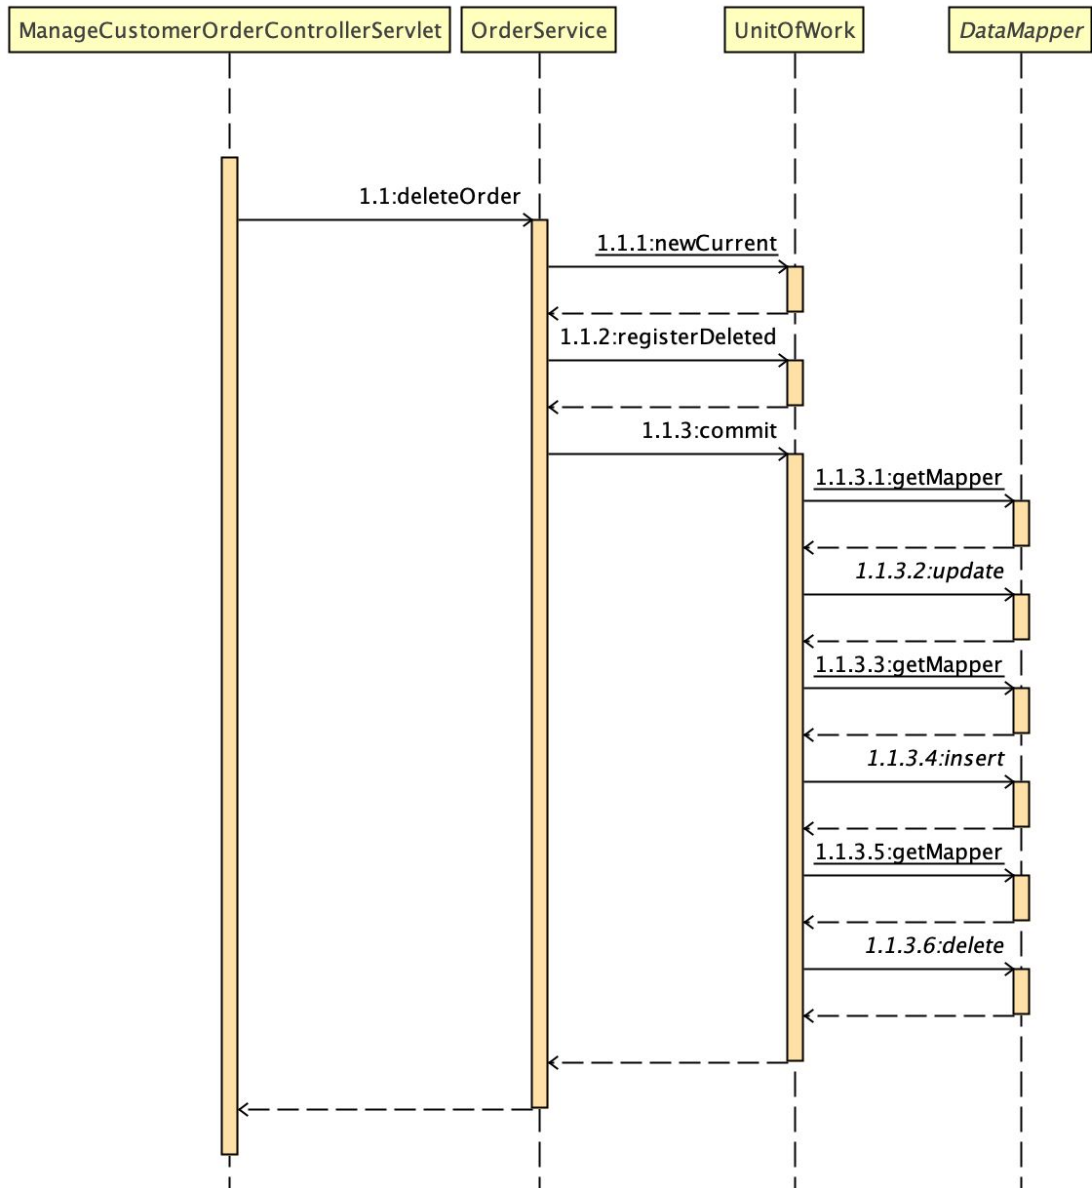 ManageCustomerOrderControllerServlet
OrderService
UnitOfWork
DataMapper
1.1:deleteOrder
1.1.1:newCurrent
1.1.2:registerDeleted
1.1.3:commit
1.1.3.1:getMapper
1.1.3.2:update
1.1.3.3:getMapper
1.1.3.4:insert
1.1.3.5:getMapper
1.1.3.6:delete